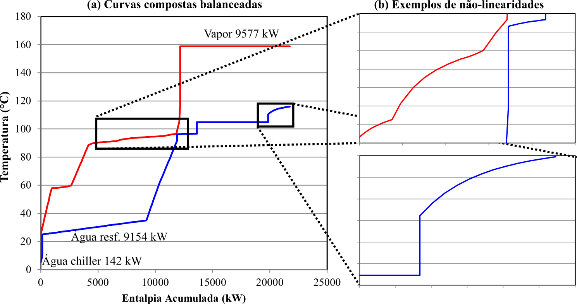 (a) Curvas compostas balanceadas
(b) Exemplos de não-linearidades
180
160
140
120
100
80
60
40
20
0
Temperatura (°C)
Vapor 9577 kW
Água resf. 9154 kW
Água chiller 142 kW
0
5000
10000
15000
20000
25000
Entalpia Acumulada (kW)